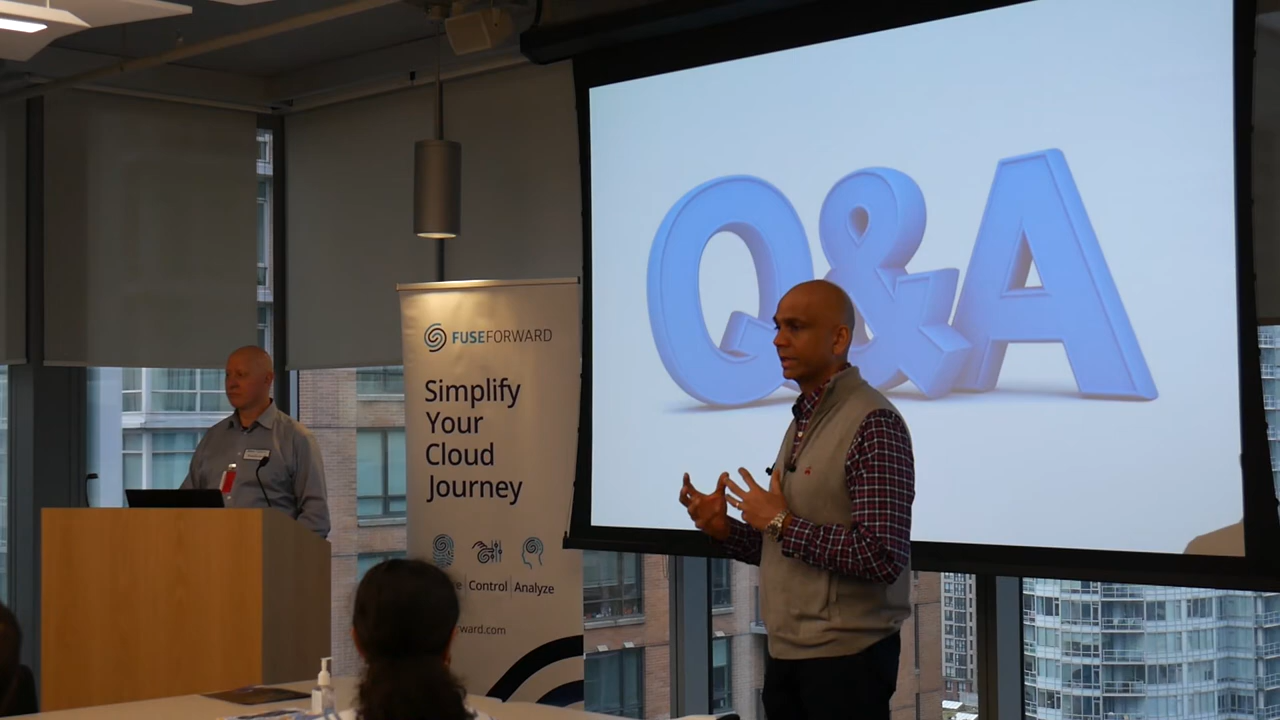 Q&A
FUSEFORWARD
Simplify
Your
Cloud
Journey
Control | Analyze
ward.com